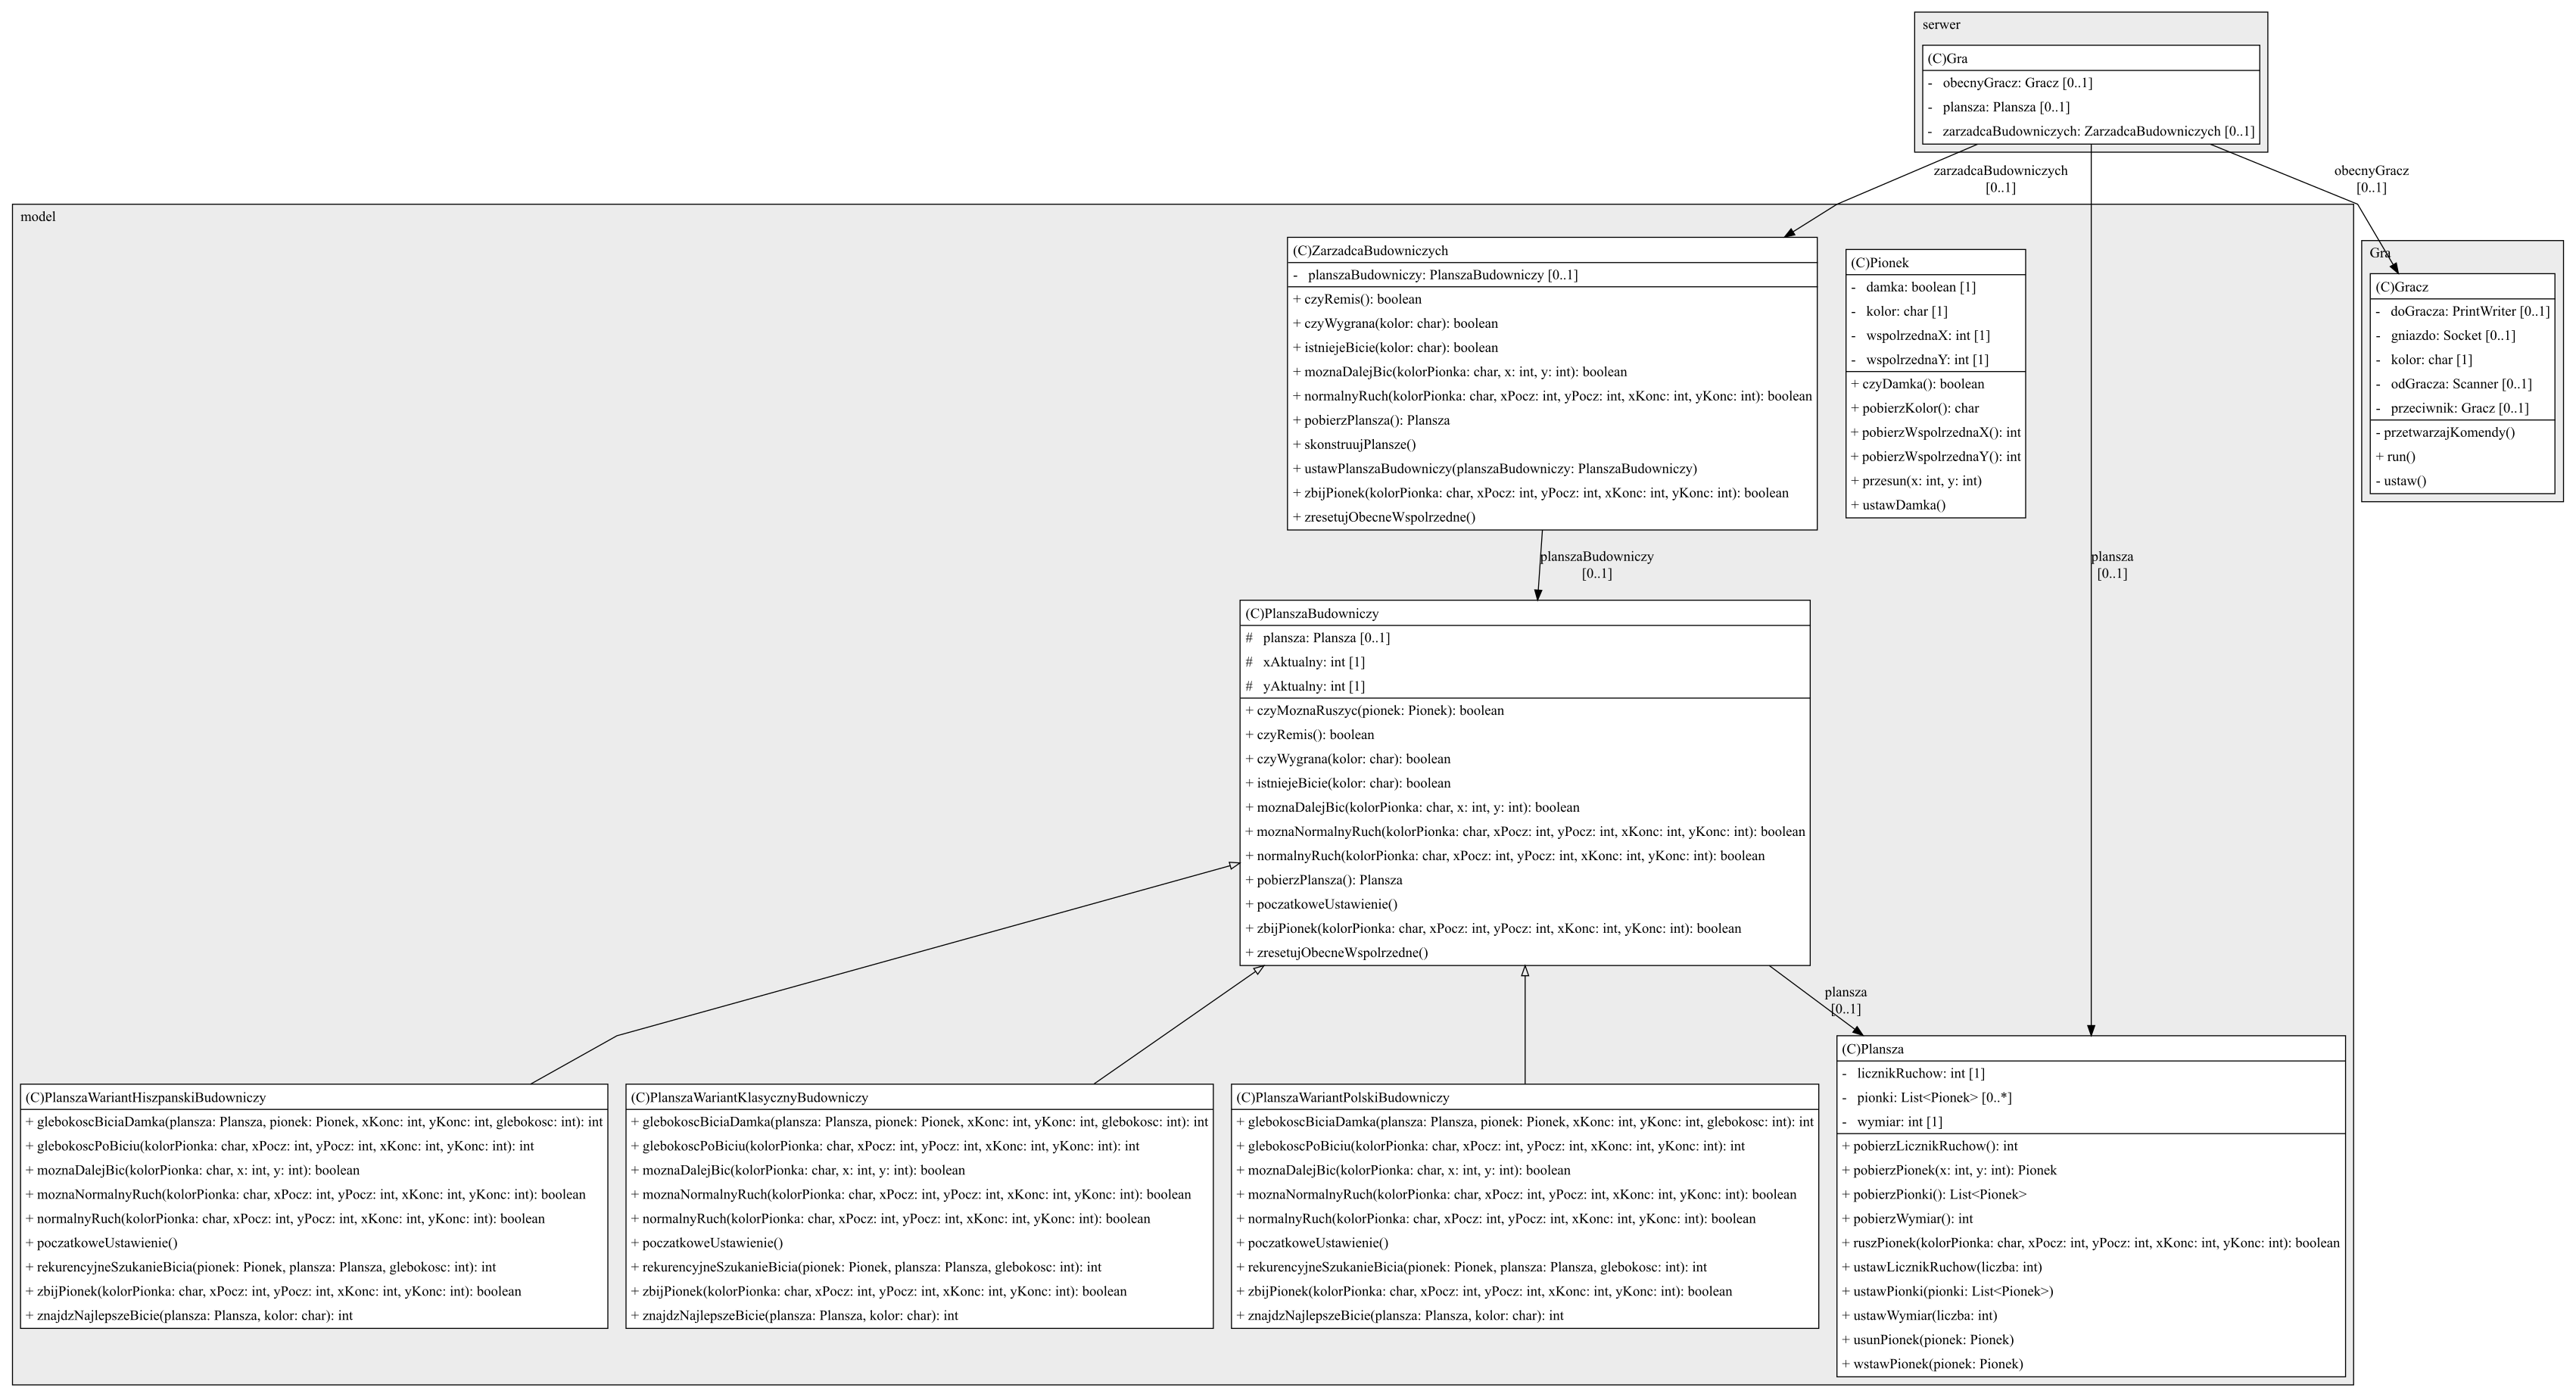 serwer
(C)Gra
- obecnyGracz: Gracz [0..1]
- plansza: Plansza [0..1]
- zarzadcaBudowniczych: ZarzadcaBudowniczych [0..1]
zarzadcaBudowniczych
[0..1]
obecnyGracz
[0..1]
model
(C)ZarzadcaBudowniczych
- planszaBudowniczy: PlanszaBudowniczy [0..1]
+ czyRemis(): boolean
+ czyWygrana(kolor: char): boolean
+ istniejeBicie(kolor: char): boolean
+ moznaDalejBic(kolorPionka: char, x: int, y: int): boolean
+ normalnyRuch(kolorPionka: char, xPocz: int, yPocz: int, xKonc: int, yKonc: int): boolean
+ pobierzPlansza(): Plansza
+ skonstruujPlansze()
+ ustawPlanszaBudowniczy(planszaBudowniczy: PlanszaBudowniczy)
+ zbijPionek(kolorPionka: char, xPocz: int, yPocz: int, xKonc: int, yKonc: int): boolean
+ zresetujObecneWspolrzedne()
(C)Pionek
- damka: boolean [1]
- kolor: char [1]
- wspolrzednaX: int [1]
- wspolrzednaY: int [1]
+ czyDamka(): boolean
+ pobierzKolor(): char
+ pobierzWspolrzednaX(): int
+ pobierzWspolrzednaY(): int
+ przesun(x: int, y: int)
+ ustawDamka()
Gra
(C)Gracz
- doGracza: PrintWriter [0..1]
- gniazdo: Socket [0..1]
- kolor: char [1]
- odGracza: Scanner [0..1]
- przeciwnik: Gracz [0..1]
- przetwarzajKomendy()
+ run()
- ustaw()
planszaBudowniczy
[0..1]
plansza
[0..1]
(C)PlanszaBudowniczy
# plansza: Plansza [0..1]
# xAktualny: int [1]
# yAktualny: int [1]
+ czyMoznaRuszyc(pionek: Pionek): boolean
+ czyRemis(): boolean
+ czyWygrana(kolor: char): boolean
+ istniejeBicie(kolor: char): boolean
+ moznaDalejBic(kolorPionka: char, x: int, y: int): boolean
+ moznaNormalnyRuch(kolorPionka: char, xPocz: int, yPocz: int, xKonc: int, yKonc: int): boolean
+ normalnyRuch(kolorPionka: char, xPocz: int, yPocz: int, xKonc: int, yKonc: int): boolean
+ pobierzPlansza(): Plansza
+ poczatkoweUstawienie()
+ zbijPionek(kolorPionka: char, xPocz: int, yPocz: int, xKonc: int, yKonc: int): boolean
+ zresetujObecneWspolrzedne()
plansza
[0..1]
(C)PlanszaWariantHiszpanskiBudowniczy
+ glebokoscBiciaDamka(plansza: Plansza, pionek: Pionek, xKonc: int, yKonc: int, glebokosc: int): int
+ glebokoscPoBiciu(kolorPionka: char, xPocz: int, yPocz: int, xKonc: int, yKonc: int): int
+ moznaDalejBic(kolorPionka: char, x: int, y: int): boolean
+ moznaNormalnyRuch(kolorPionka: char, xPocz: int, yPocz: int, xKonc: int, yKonc: int): boolean
+ normalnyRuch(kolorPionka: char, xPocz: int, yPocz: int, xKonc: int, yKonc: int): boolean
+ poczatkoweUstawienie()
+ rekurencyjneSzukanieBicia(pionek: Pionek, plansza: Plansza, glebokosc: int): int
+ zbijPionek(kolorPionka: char, xPocz: int, yPocz: int, xKonc: int, yKonc: int): boolean
+ znajdzNajlepszeBicie(plansza: Plansza, kolor: char): int
(C)PlanszaWariantKlasycznyBudowniczy
+ glebokoscBiciaDamka(plansza: Plansza, pionek: Pionek, xKonc: int, yKonc: int, glebokosc: int): int
+ glebokoscPoBiciu(kolorPionka: char, xPocz: int, yPocz: int, xKonc: int, yKonc: int): int
+ moznaDalejBic(kolorPionka: char, x: int, y: int): boolean
+ moznaNormalnyRuch(kolorPionka: char, xPocz: int, yPocz: int, xKonc: int, yKonc: int): boolean
+ normalnyRuch(kolorPionka: char, xPocz: int, yPocz: int, xKonc: int, yKonc: int): boolean
+ poczatkoweUstawienie()
+ rekurencyjneSzukanieBicia(pionek: Pionek, plansza: Plansza, glebokosc: int): int
+ zbijPionek(kolorPionka: char, xPocz: int, yPocz: int, xKonc: int, yKonc: int): boolean
+ znajdzNajlepszeBicie(plansza: Plansza, kolor: char): int
(C)PlanszaWariantPolskiBudowniczy
+ glebokoscBiciaDamka(plansza: Plansza, pionek: Pionek, xKonc: int, yKonc: int, glebokosc: int): int
+ glebokoscPoBiciu(kolorPionka: char, xPocz: int, yPocz: int, xKonc: int, yKonc: int): int
+ moznaDalejBic(kolorPionka: char, x: int, y: int): boolean
+ moznaNormalnyRuch(kolorPionka: char, xPocz: int, yPocz: int, xKonc: int, yKonc: int): boolean
+ normalnyRuch(kolorPionka: char, xPocz: int, yPocz: int, xKonc: int, yKonc: int): boolean
+ poczatkoweUstawienie()
+ rekurencyjneSzukanieBicia(pionek: Pionek, plansza: Plansza, glebokosc: int): int
+ zbijPionek(kolorPionka: char, xPocz: int, yPocz: int, xKonc: int, yKonc: int): boolean
+ znajdzNajlepszeBicie(plansza: Plansza, kolor: char): int
(C)Plansza
- licznikRuchow: int [1]
- pionki: List<Pionek> [0..*]
- wymiar: int [1]
+ pobierzLicznikRuchow(): int
+ pobierzPionek(x: int, y: int): Pionek
+ pobierzPionki(): List<Pionek>
+ pobierzWymiar(): int
+ ruszPionek(kolorPionka: char, xPocz: int, yPocz: int, xKonc: int, yKonc: int): boolean
+ ustawLicznikRuchow(liczba: int)
+ ustawPionki(pionki: List<Pionek>)
+ ustawWymiar(liczba: int)
+ usunPionek(pionek: Pionek)
+ wstawPionek(pionek: Pionek)